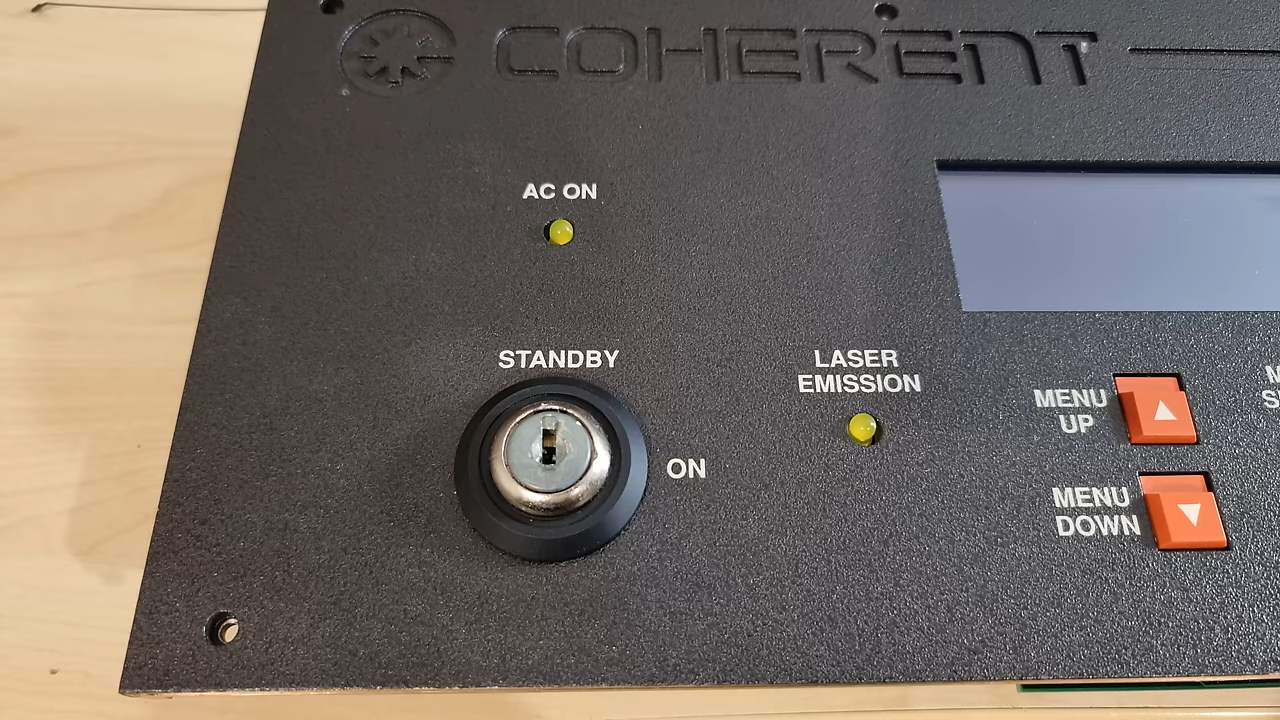 COHERENT
AC ON
STANDBY
ON
LASER
EMISSION
MENU
UP
MENU
DOWN